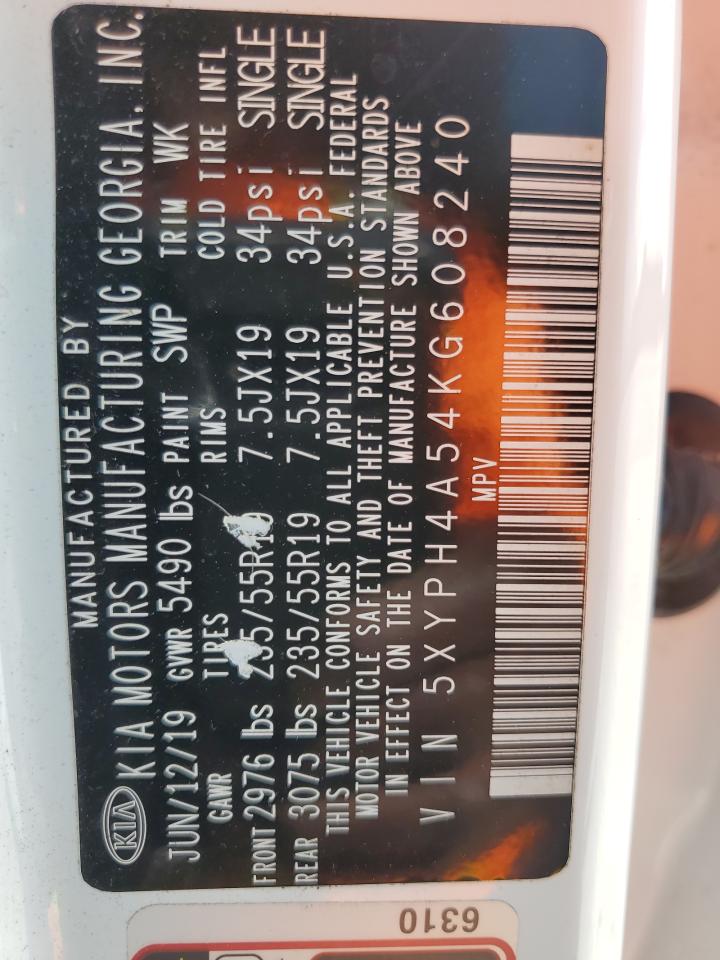 MANUFACTURED BY
KIA KIA MOTORS MANUFACTURING GEORGIA, INC.
JUN/12/19 GVWR 5490 lbs PAINT SWP TRIM WK
GAWR TIRES RIMS COLD TIRE INFL
FRONT 2976 lbs 235/55R19 7.5JX19 34psi SINGLE
REAR 3075 lbs 235/55R19 7.5JX19 34psi SINGLE
THIS VEHICLE CONFORMS TO ALL APPLICABLE U.S.A. FEDERAL
MOTOR VEHICLE SAFETY AND THEFT PREVENTION STANDARDS
IN EFFECT ON THE DATE OF MANUFACTURE SHOWN ABOVE
VIN 5XYPH4A54KG608240
MPV
6310